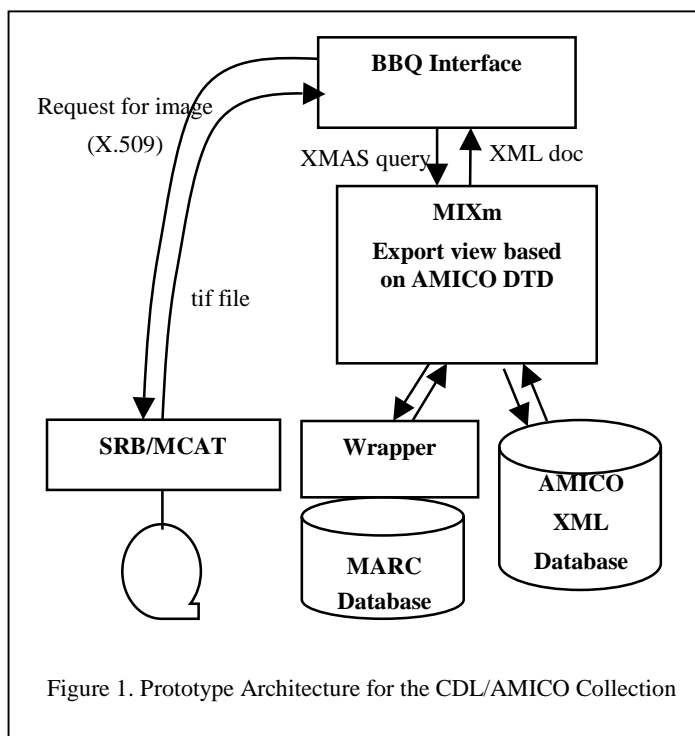 BBQ Interface
Request for image
(X.509)
XMAS query
XML doc
MIXm
Export view based
on AMICO DTD
tif file
SRB/MCAT
Wrapper
AMICO
XML
Database
MARC
Database
Figure 1. Prototype Architecture for the CDL/AMICO Collection